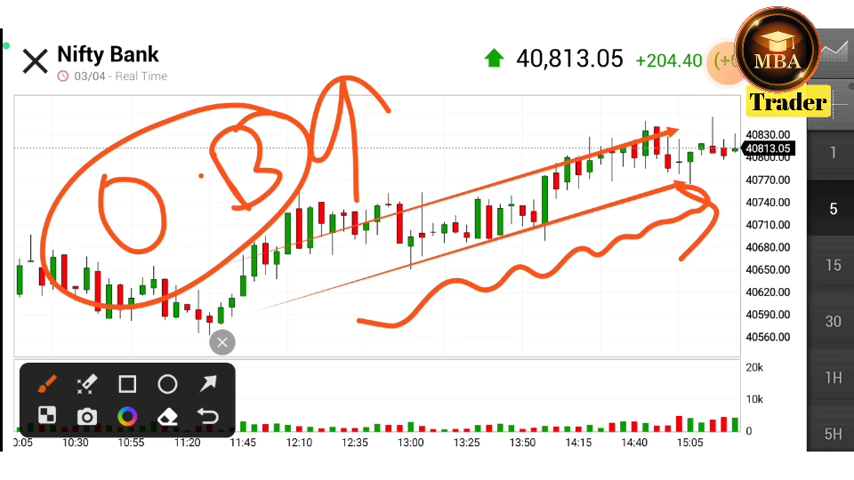 Nifty Bank
03/04 - Real Time
40,813.05 +204.40
MBA
Trader
40830.00
40813.05
40800.00
40770.00
40740.00
40710.00
40680.00
40650.00
40620.00
40590.00
40560.00
20k
10k
0
1
5
15
30
1H
5H
O B
10:30 10:55 11:20 11:45 12:10 12:35 13:00 13:25 13:50 14:15 14:40 15:05